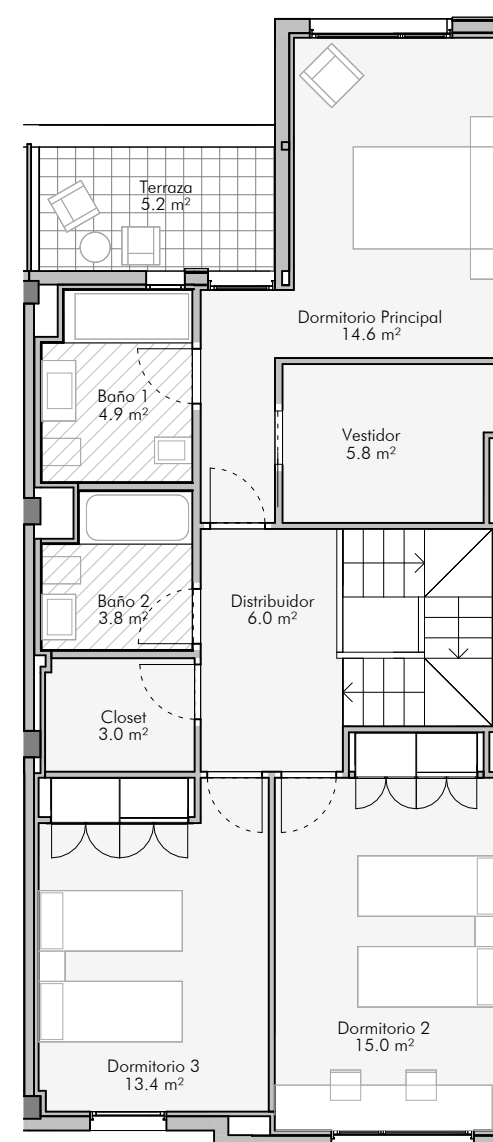 Terraza
5.2 m²
Dormitorio Principal
14.6 m²
Baño 1
4.9 m²
Vestidor
5.8 m²
Baño 2
3.8 m²
Distribuidor
6.0 m²
Closet
3.0 m²
Dormitorio 2
15.0 m²
Dormitorio 3
13.4 m²